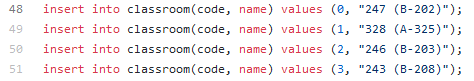 48 insert into classroom(code, name) values (0, "247 (B-202)");
49 insert into classroom(code, name) values (1, "328 (A-325)");
50 insert into classroom(code, name) values (2, "246 (B-203)");
51 insert into classroom(code, name) values (3, "243 (B-208)");